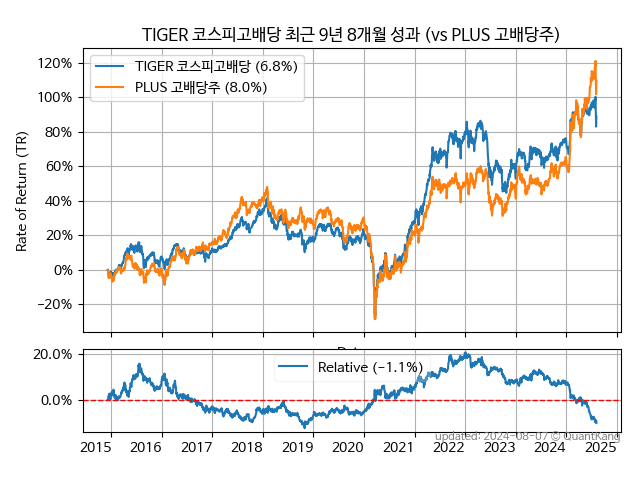 TIGER 코스피고배당 최근 9년 8개월 성과 (vs PLUS 고배당주)
Rate of Return (TR)
120%
100%
80%
60%
40%
20%
0%
−20%
TIGER 코스피고배당 (6.8%)
PLUS 고배당주 (8.0%)
20.0%
0.0%
Relative (−1.1%)
2015 2016 2017 2018 2019 2020 2021 2022 2023 2024 2025
updated: 2024-08-07 © QuantKang